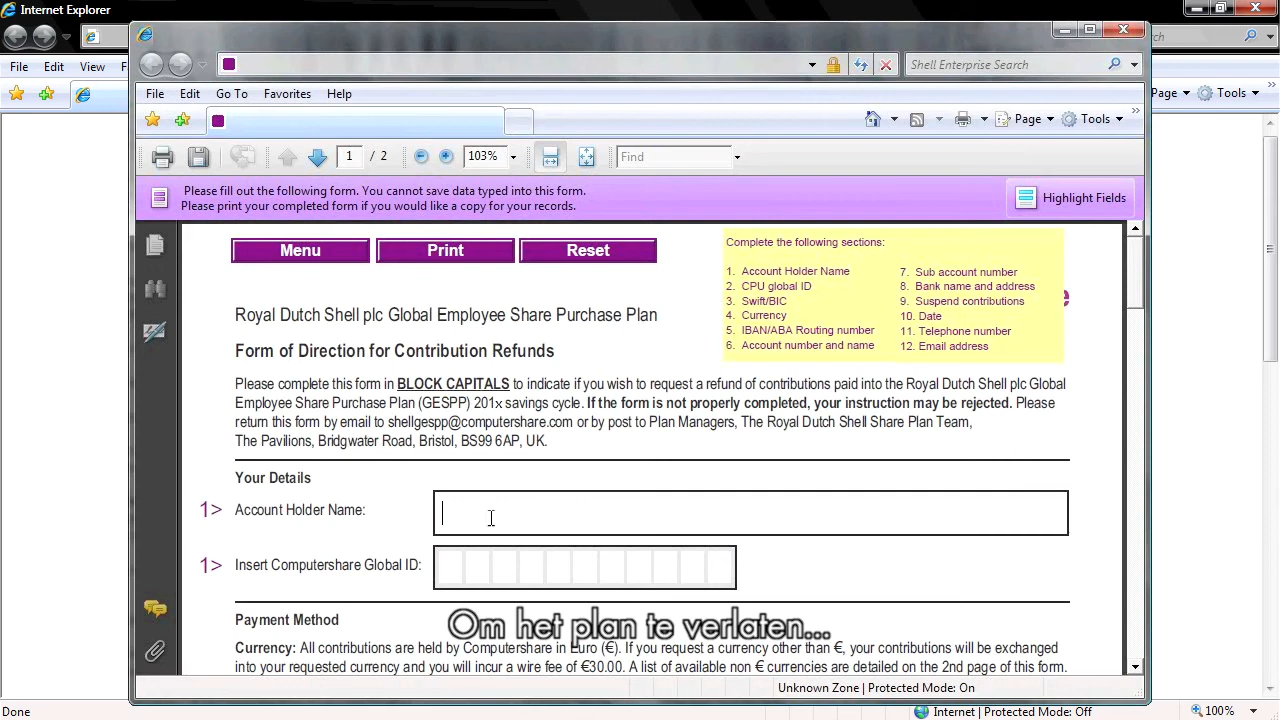 Internet Explorer
File Edit View
Page Tools
Shell Enterprise Search
File Edit Go To Favorites Help
Page Tools
1 / 2 103% Find
Please fill out the following form. You cannot save data typed into this form.
Please print your completed form if you would like a copy for your records.
Highlight Fields
Menu Print Reset
Complete the following sections:
1. Account Holder Name
2. CPU global ID
3. Swift/BIC
4. Currency
5. IBAN/ABA Routing number
6. Account number and name
7. Sub account number
8. Bank name and address
9. Suspend contributions
10. Date
11. Telephone number
12. Email address
Royal Dutch Shell plc Global Employee Share Purchase Plan
Form of Direction for Contribution Refunds
Please complete this form in BLOCK CAPITALS to indicate if you wish to request a refund of contributions paid into the Royal Dutch Shell plc Global
Employee Share Purchase Plan (GESPP) 201x savings cycle. If the form is not properly completed, your instruction may be rejected. Please
return this form by email to shellgespp@computershare.com or by post to Plan Managers, The Royal Dutch Shell Share Plan Team,
The Pavilions, Bridgwater Road, Bristol, BS99 6AP, UK.
Your Details
1> Account Holder Name:
1> Insert Computershare Global ID:
Payment Method
Om het plan te verlaten...
Currency: All contributions are held by Computershare in Euro (€). If you request a currency other than €, your contributions will be exchanged
into your requested currency and you will incur a wire fee of €30.00. A list of available non € currencies are detailed on the 2nd page of this form.
Unknown Zone | Protected Mode: On
Done
Internet | Protected Mode: Off
100%